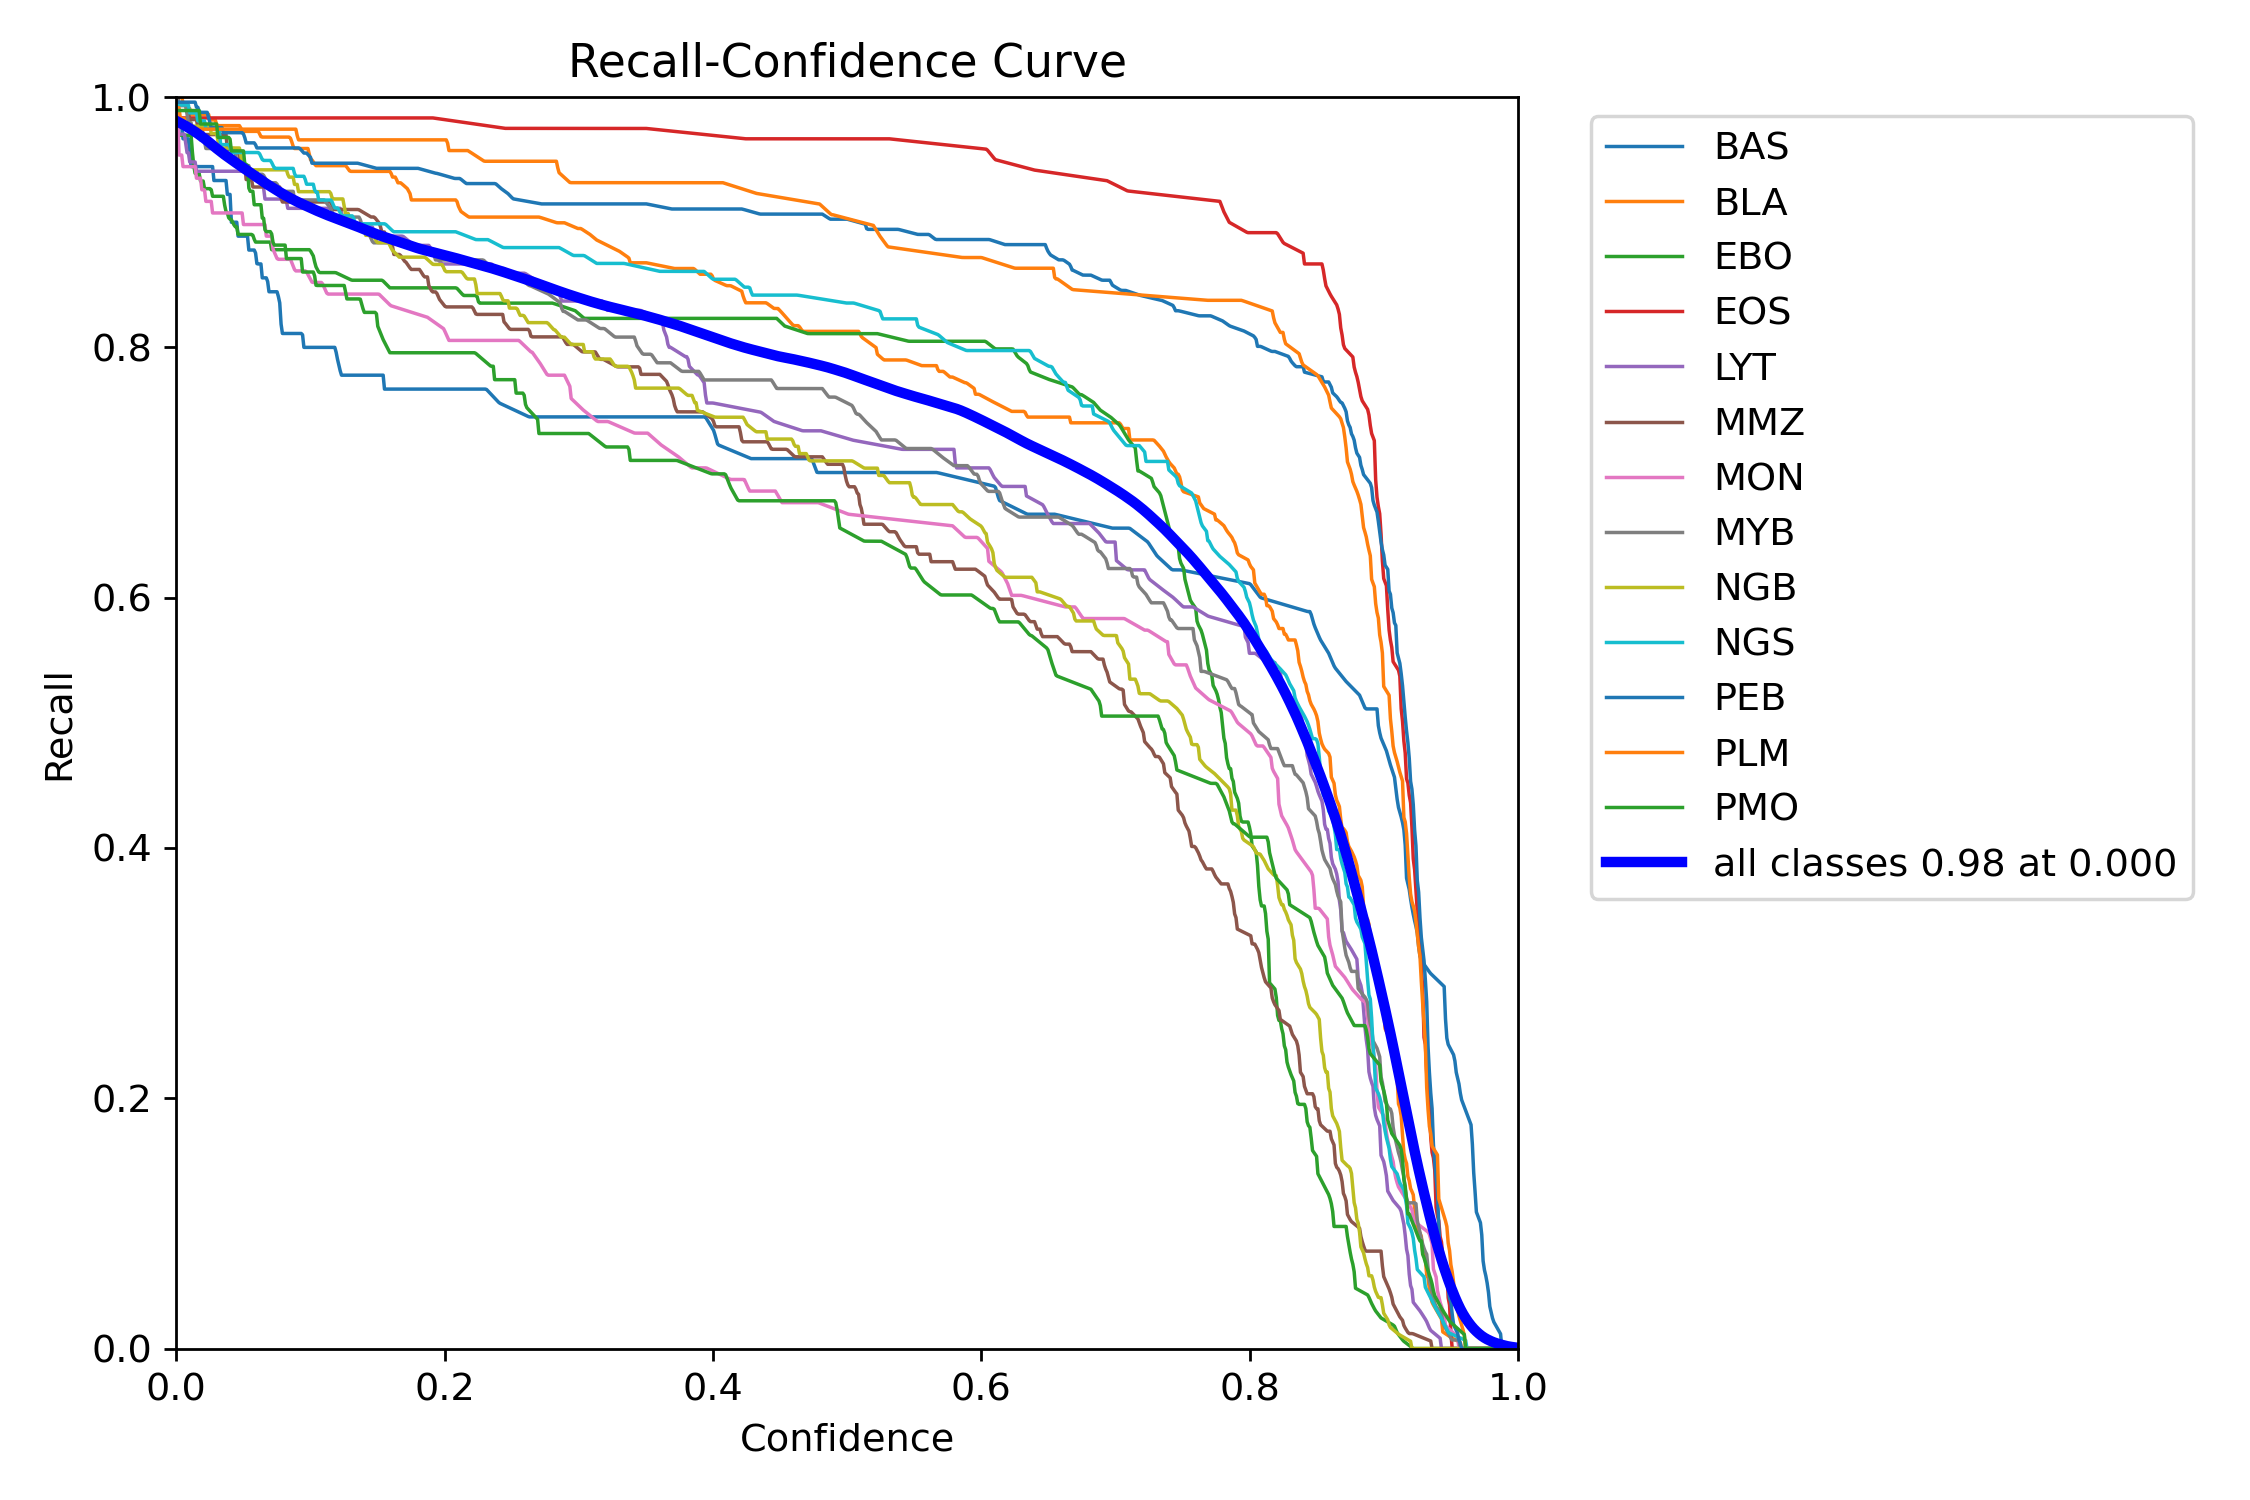 Recall-Confidence Curve
1.0
0.8
0.6
0.4
0.2
0.0
Recall
0.0 0.2 0.4 0.6 0.8 1.0
Confidence
BAS
BLA
EBO
EOS
LYT
MMZ
MON
MYB
NGB
NGS
PEB
PLM
PMO
all classes 0.98 at 0.000